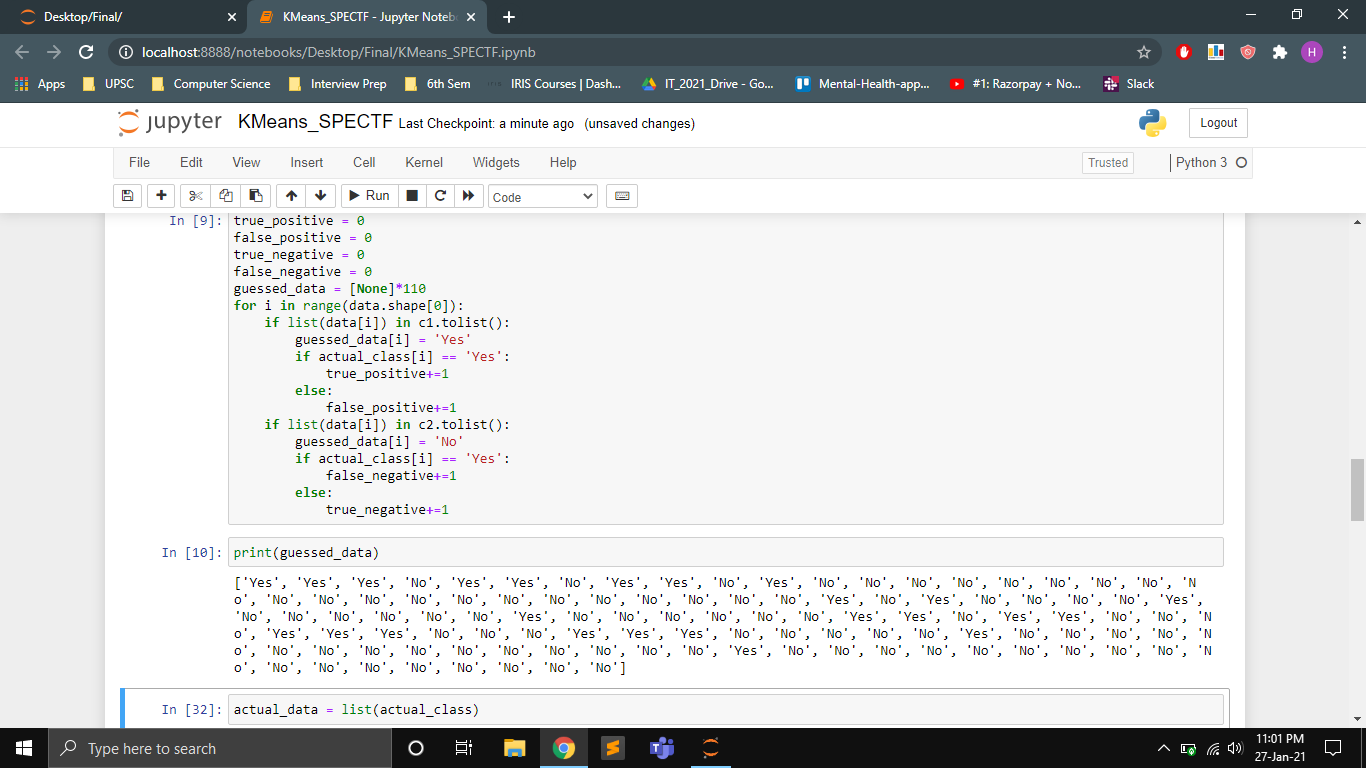 Desktop/Final/
KMeans_SPECTF - Jupyter Noteb
localhost:8888/notebooks/Desktop/Final/KMeans_SPECTF.ipynb
H
Apps UPSC Computer Science Interview Prep 6th Sem IRIS Courses | Dash... IT_2021_Drive - Go... Mental-Health-app... #1: Razorpay + No... Slack
jupyter KMeans_SPECTF Last Checkpoint: a minute ago (unsaved changes) Logout
File Edit View Insert Cell Kernel Widgets Help Trusted Python 3
Run Code
In [9]: true_positive = 0
false_positive = 0
true_negative = 0
false_negative = 0
guessed_data = [None]*110
for i in range(data.shape[0]):
    if list(data[i]) in c1.tolist():
        guessed_data[i] = 'Yes'
        if actual_class[i] == 'Yes':
            true_positive+=1
        else:
            false_positive+=1
    if list(data[i]) in c2.tolist():
        guessed_data[i] = 'No'
        if actual_class[i] == 'Yes':
            false_negative+=1
        else:
            true_negative+=1
In [10]: print(guessed_data)
['Yes', 'Yes', 'Yes', 'No', 'Yes', 'Yes', 'No', 'Yes', 'Yes', 'No', 'Yes', 'No', 'No', 'No', 'No', 'No', 'No', 'No', 'No', 'N
o', 'No', 'No', 'No', 'No', 'No', 'No', 'No', 'No', 'No', 'No', 'No', 'No', 'Yes', 'No', 'Yes', 'No', 'No', 'No', 'No', 'Yes',
'No', 'No', 'No', 'No', 'No', 'No', 'Yes', 'No', 'No', 'No', 'No', 'No', 'No', 'Yes', 'Yes', 'No', 'Yes', 'Yes', 'No', 'No', 'N
o', 'Yes', 'Yes', 'Yes', 'No', 'No', 'No', 'Yes', 'Yes', 'Yes', 'No', 'No', 'No', 'No', 'No', 'Yes', 'No', 'No', 'No', 'No', 'N
o', 'No', 'No', 'No', 'No', 'No', 'No', 'No', 'No', 'No', 'No', 'Yes', 'No', 'No', 'No', 'No', 'No', 'No', 'No', 'No', 'No', 'N
o', 'No', 'No', 'No', 'No', 'No', 'No', 'No', 'No']
In [32]: actual_data = list(actual_class)
Type here to search
11:01 PM
27-Jan-21